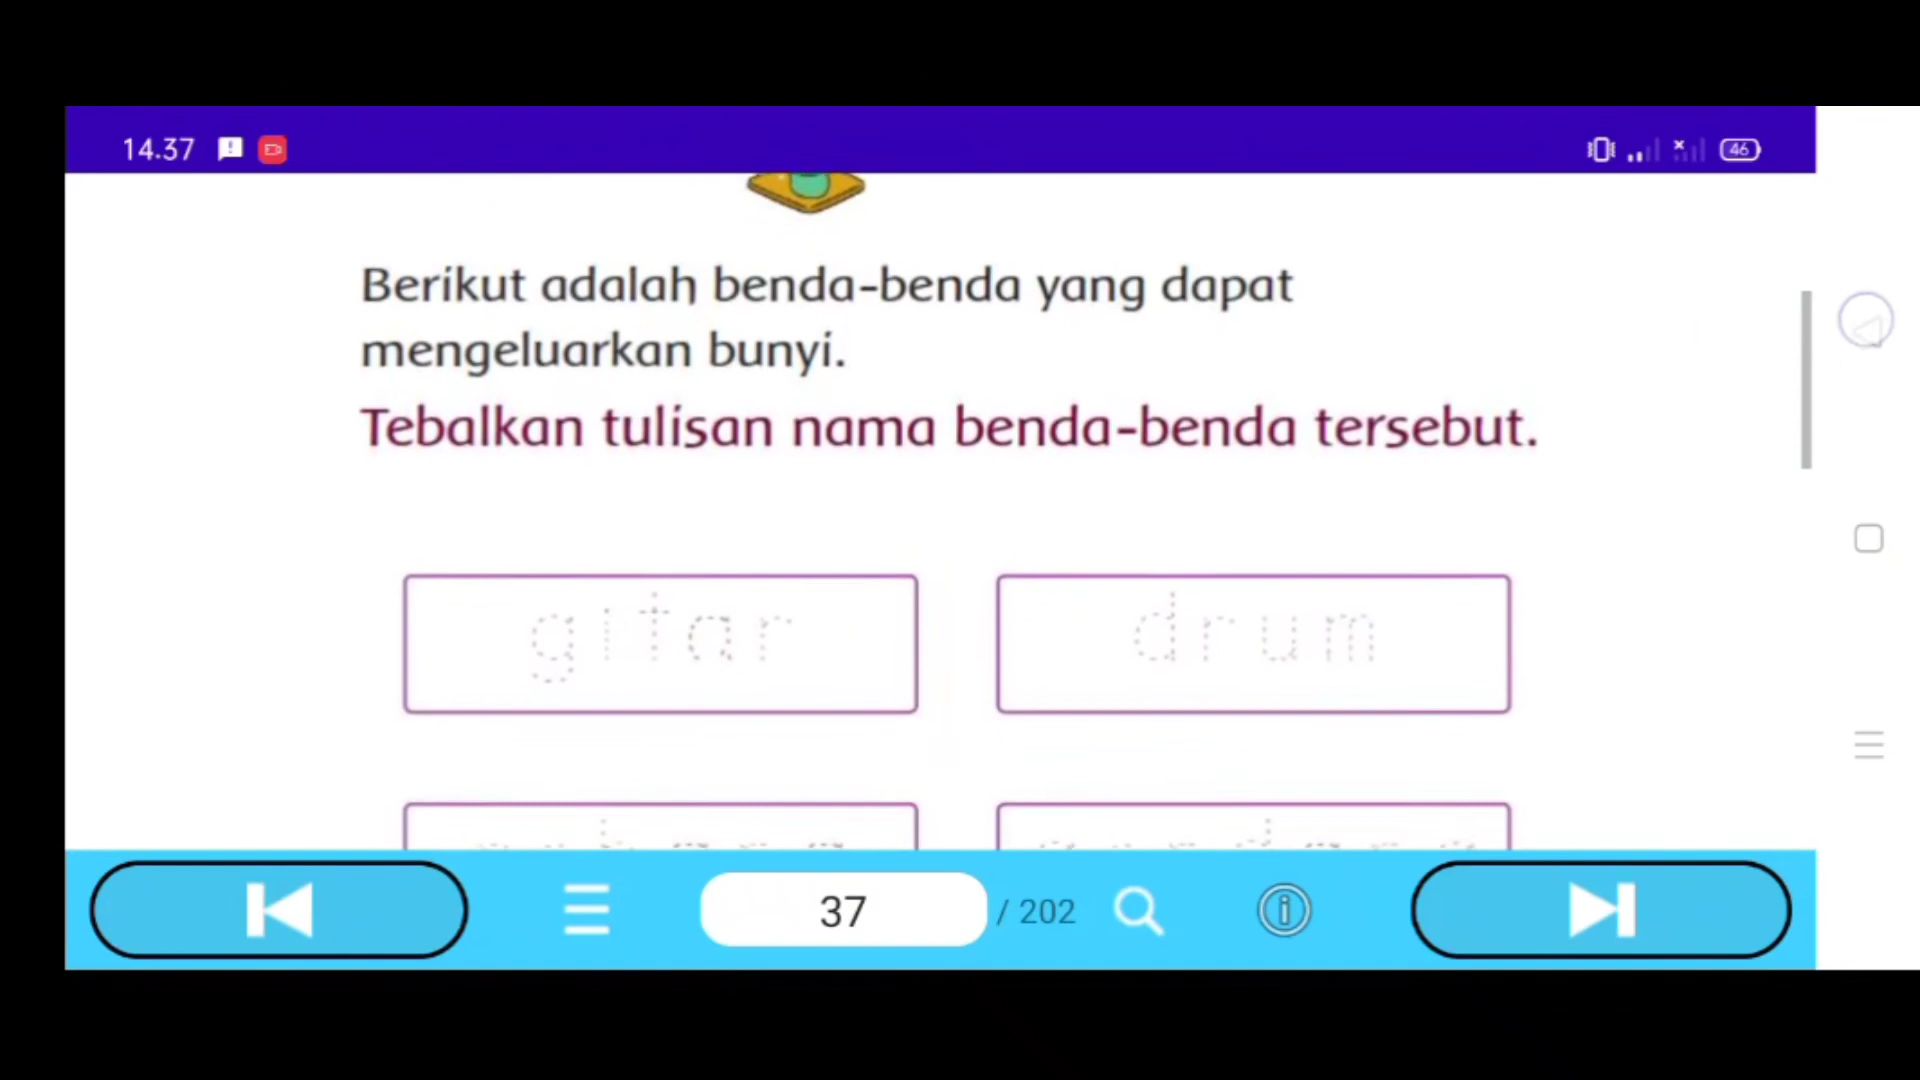 14.37
46
Berikut adalah benda-benda yang dapat
mengeluarkan bunyi.
Tebalkan tulisan nama benda-benda tersebut.
gitar
drum
37
/ 202